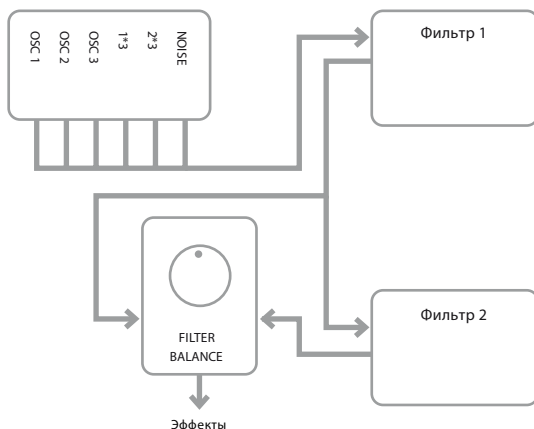 OSC 1
OSC 2
OSC 3
1*3
2*3
NOISE
Фильтр 1
FILTER
BALANCE
Фильтр 2
Эффекты